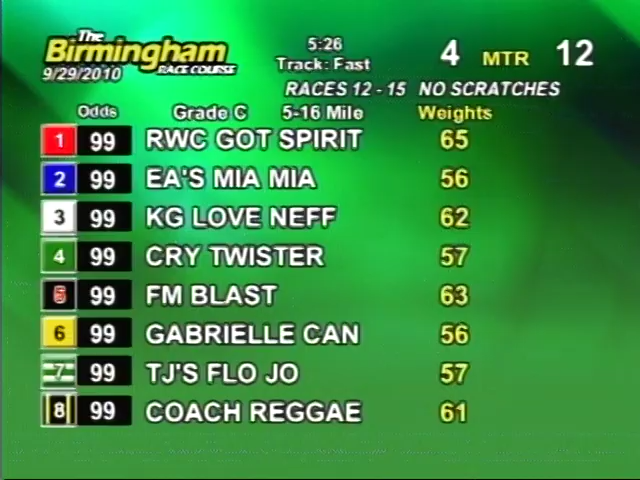 The
Birmingham
RACE COURSE
9/29/2010
5:26
Track: Fast
4 MTR 12
RACES 12 - 15 NO SCRATCHES
Odds Grade C 5-16 Mile Weights
1 99 RWC GOT SPIRIT 65
2 99 EA'S MIA MIA 56
3 99 KG LOVE NEFF 62
4 99 CRY TWISTER 57
5 99 FM BLAST 63
6 99 GABRIELLE CAN 56
7 99 TJ'S FLO JO 57
8 99 COACH REGGAE 61